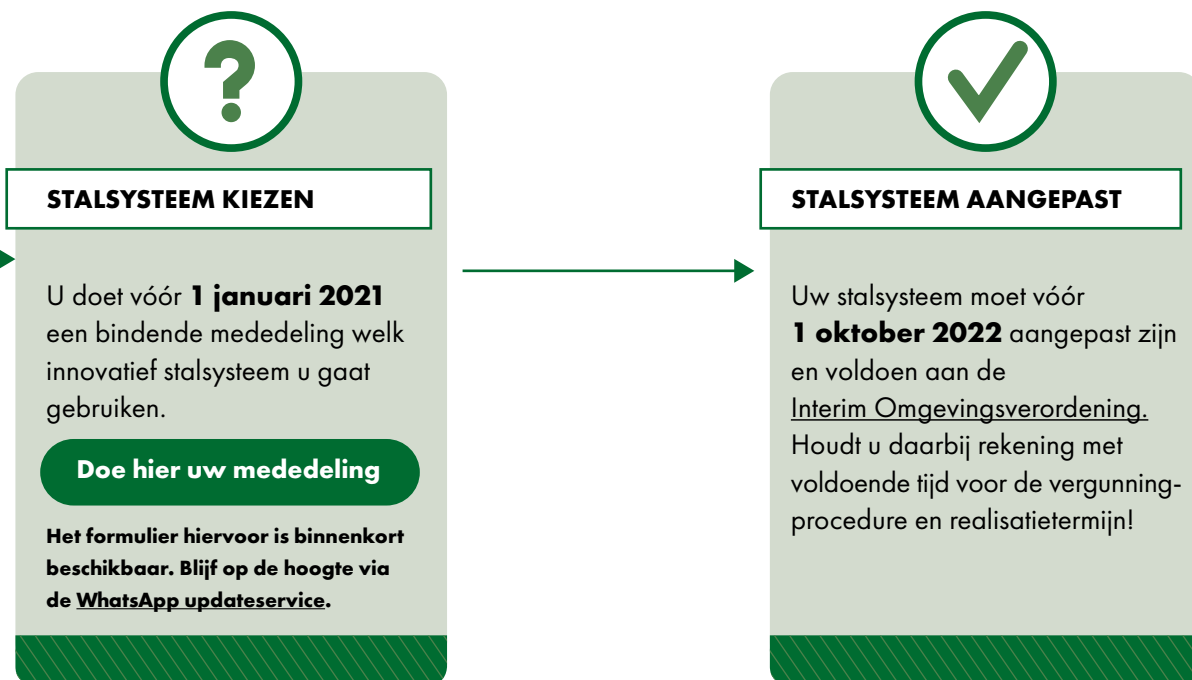 ?
STALSYSTEEM KIEZEN
U doet vóór 1 januari 2021
een bindende mededeling welk
innovatief stalsysteem u gaat
gebruiken.
Doe hier uw mededeling
Het formulier hiervoor is binnenkort
beschikbaar. Blijf op de hoogte via
de WhatsApp updateservice.
STALSYSTEEM AANGEPAST
Uw stalsysteem moet vóór
1 oktober 2022 aangepast zijn
en voldoen aan de
Interim Omgevingsverordening.
Houdt u daarbij rekening met
voldoende tijd voor de vergunning-
procedure en realisatietermijn!